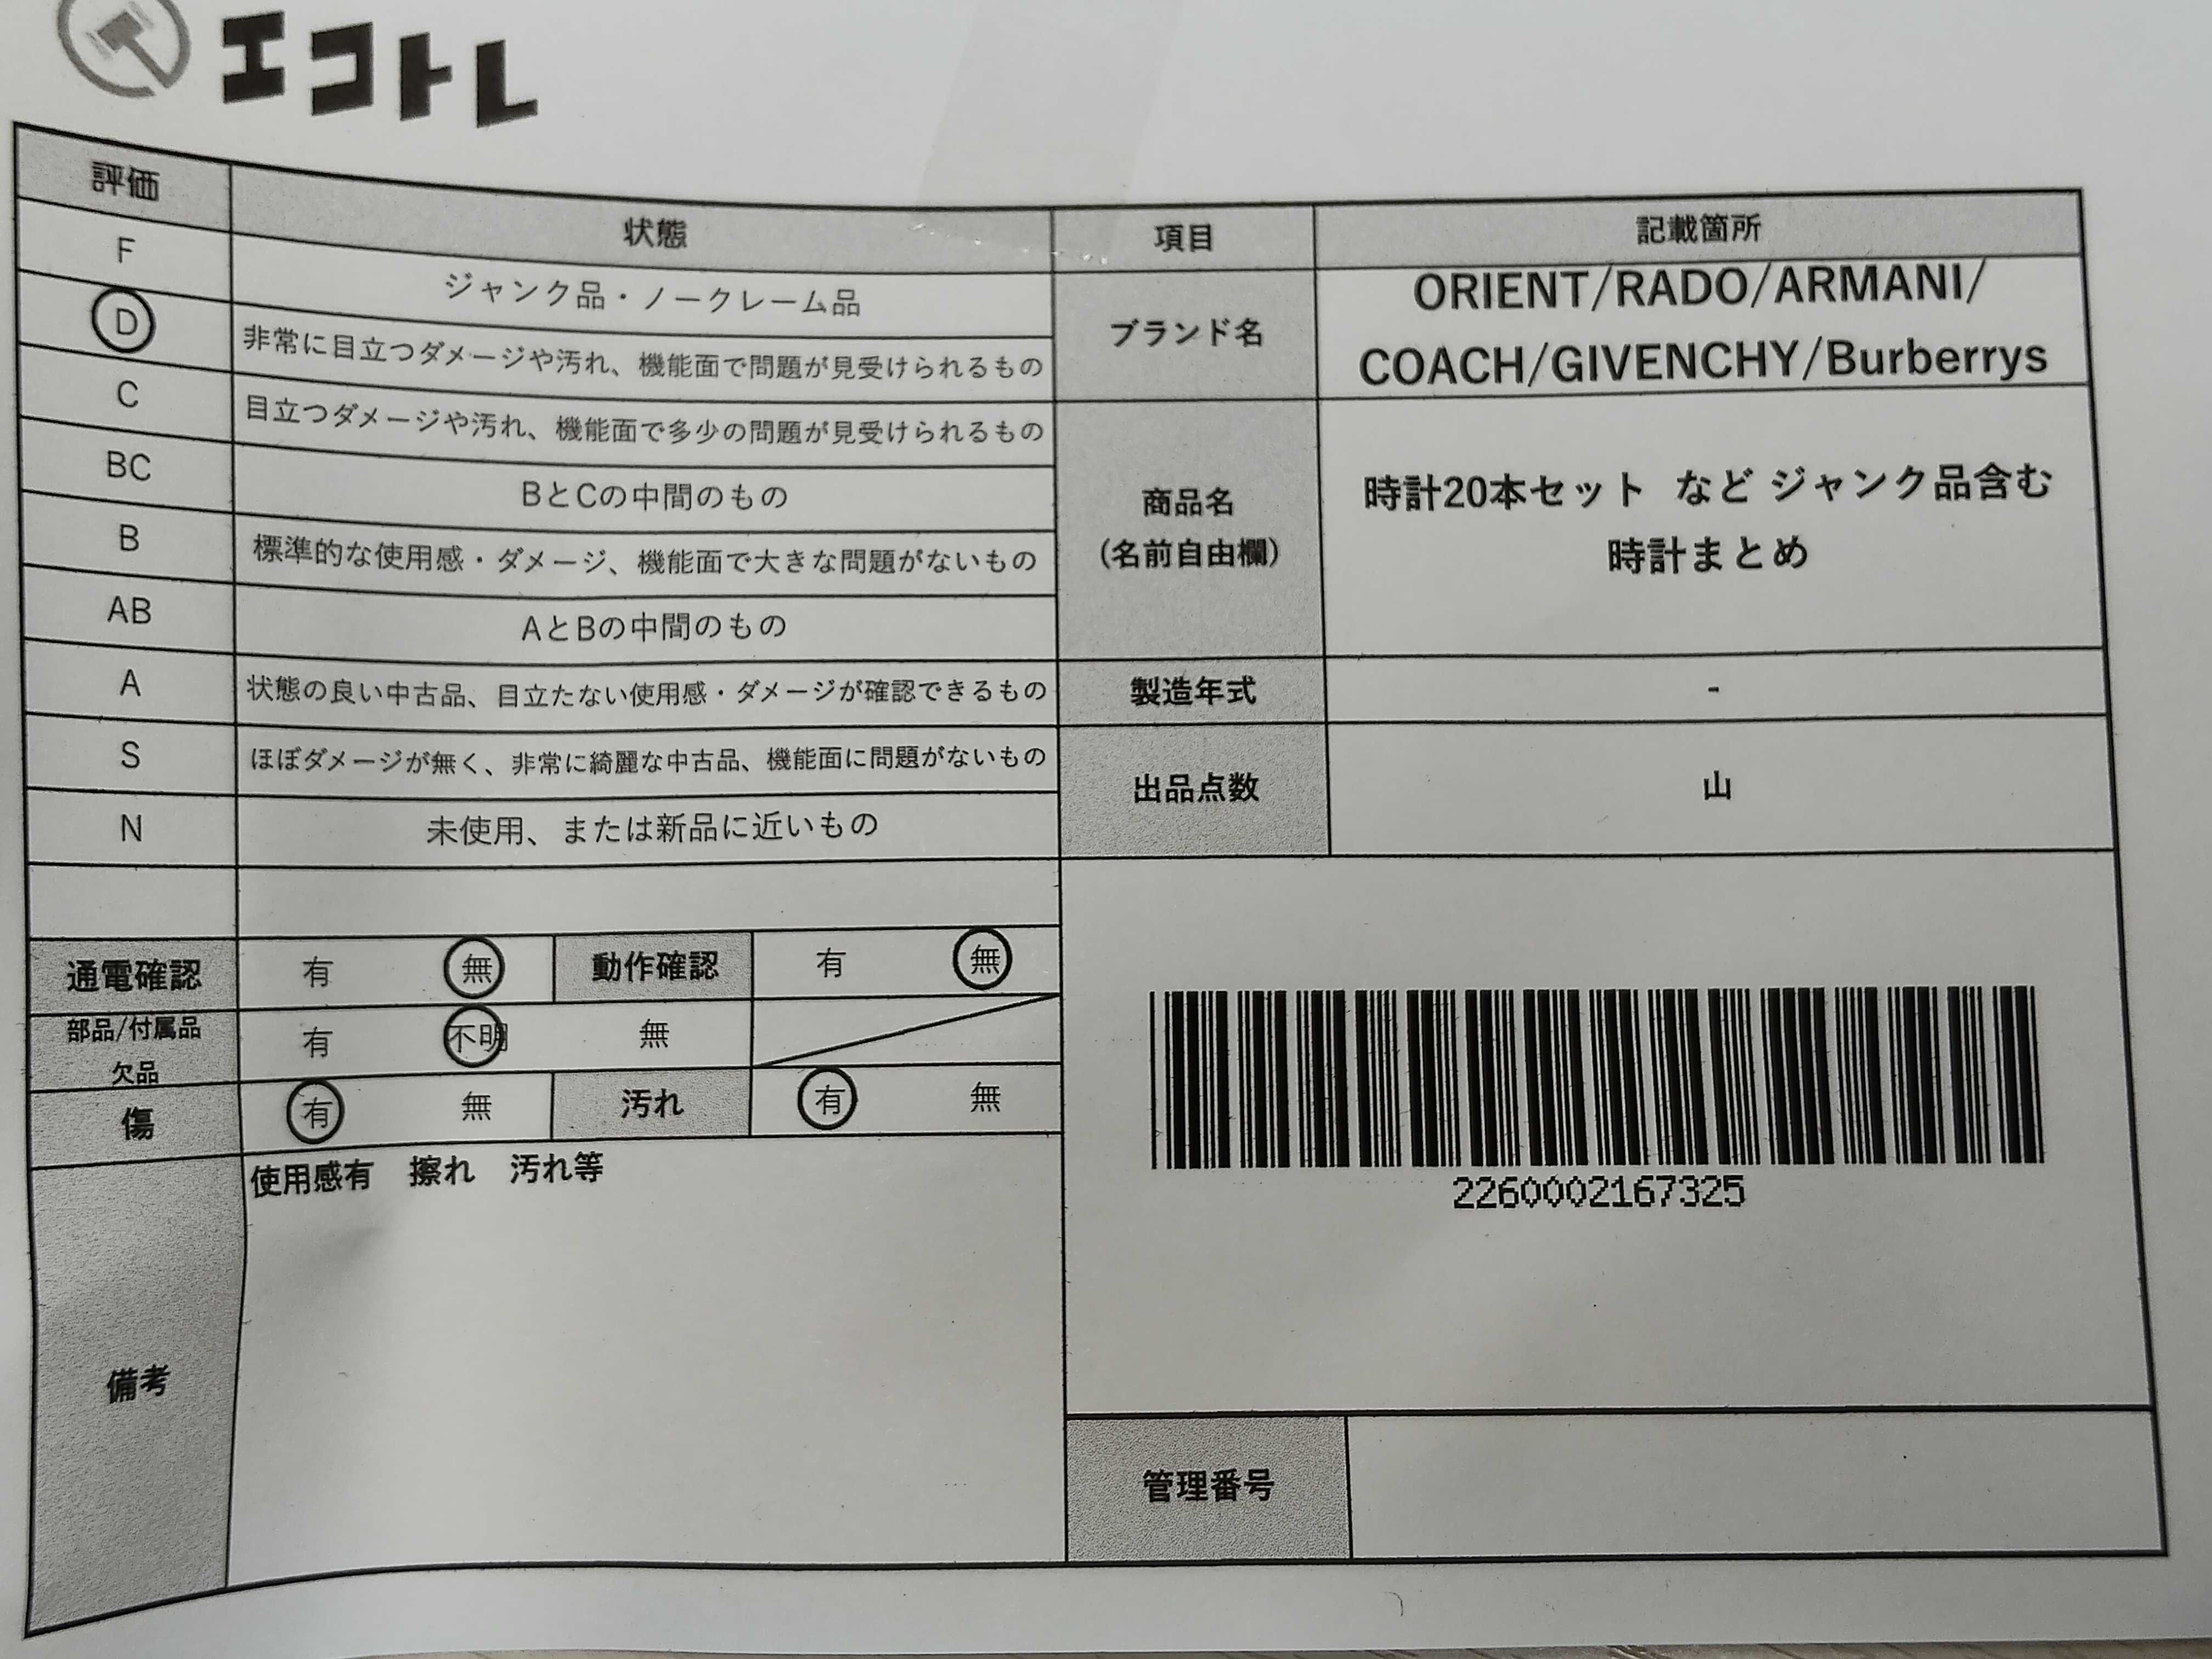 エコトレ
評価 状態
F ジャンク品・ノークレーム品
D 非常に目立つダメージや汚れ、機能面で問題が見受けられるもの
C 目立つダメージや汚れ、機能面で多少の問題が見受けられるもの
BC BとCの中間のもの
B 標準的な使用感・ダメージ、機能面で大きな問題がないもの
AB AとBの中間のもの
A 状態の良い中古品、目立たない使用感・ダメージが確認できるもの
S ほぼダメージが無く、非常に綺麗な中古品、機能面に問題がないもの
N 未使用、または新品に近いもの
通電確認 有 無 動作確認 有 無
部品/付属品
欠品 有 不明 無
傷 有 無 汚れ 有 無
備考 使用感有 擦れ 汚れ等
項目 記載箇所
ブランド名 ORIENT/RADO/ARMANI/
COACH/GIVENCHY/Burberrys
商品名
(名前自由欄)
時計20本セット など ジャンク品含む
時計まとめ
製造年式 -
出品点数 山
2260002167325
管理番号